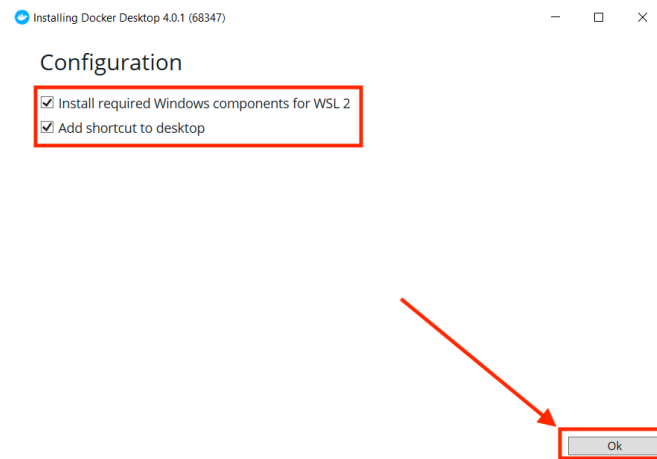 Installing Docker Desktop 4.0.1 (68347)
Configuration
Install required Windows components for WSL 2
Add shortcut to desktop
Ok